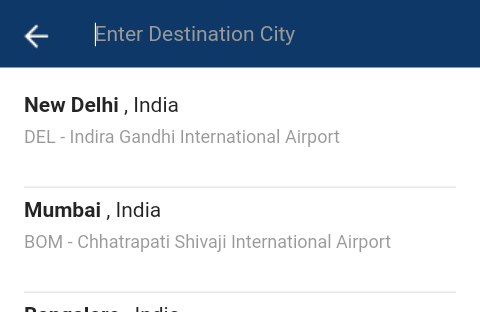 Enter Destination City
New Delhi , India
DEL - Indira Gandhi International Airport
Mumbai , India
BOM - Chhatrapati Shivaji International Airport
Bangalore , India